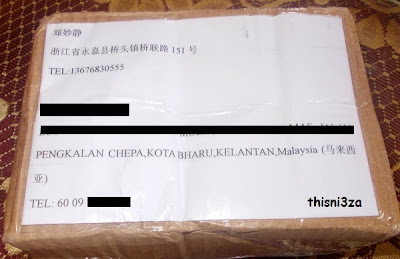 郑妙静
浙江省永嘉县桥头镇桥联路 151 号
TEL:13676830555
PENGKALAN CHEPA,KOTA BHARU,KELANTAN,Malaysia (马来西
亚)
TEL: 60 09
thisni3za